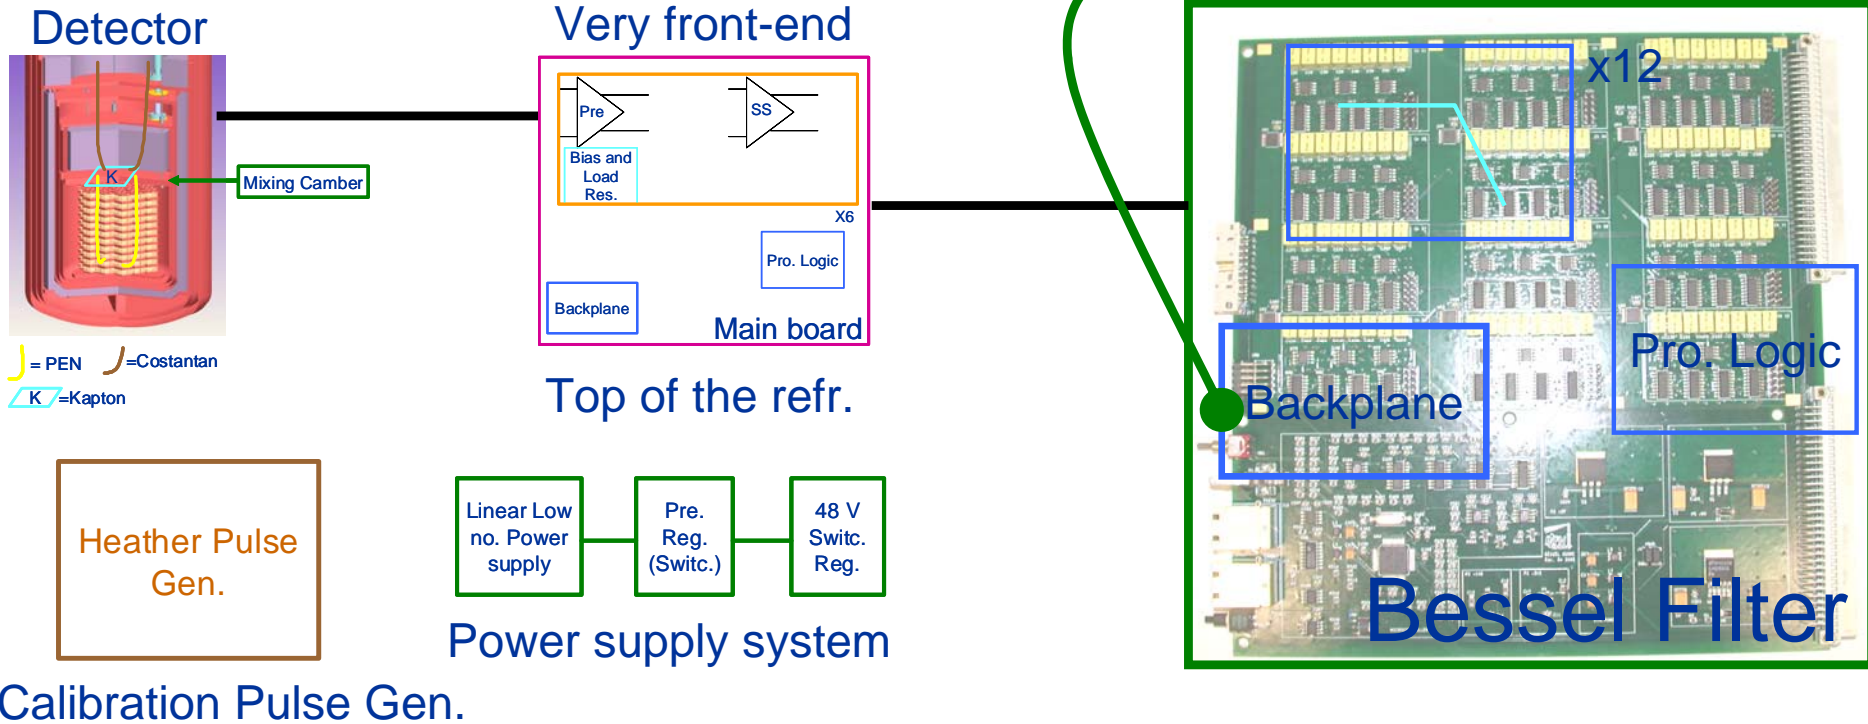 Detector
Very front-end
x12
Pre
SS
Bias and
Load
Res.
K
Mixing Camber
X6
Pro. Logic
Backplane
Main board
= PEN
=Costantan
K
=Kapton
Top of the refr.
Pro. Logic
Backplane
Heather Pulse
Gen.
Linear Low
no. Power
supply
Pre.
Reg.
(Switc.)
48 V
Switc.
Reg.
Bessel Filter
Power supply system
Calibration Pulse Gen.